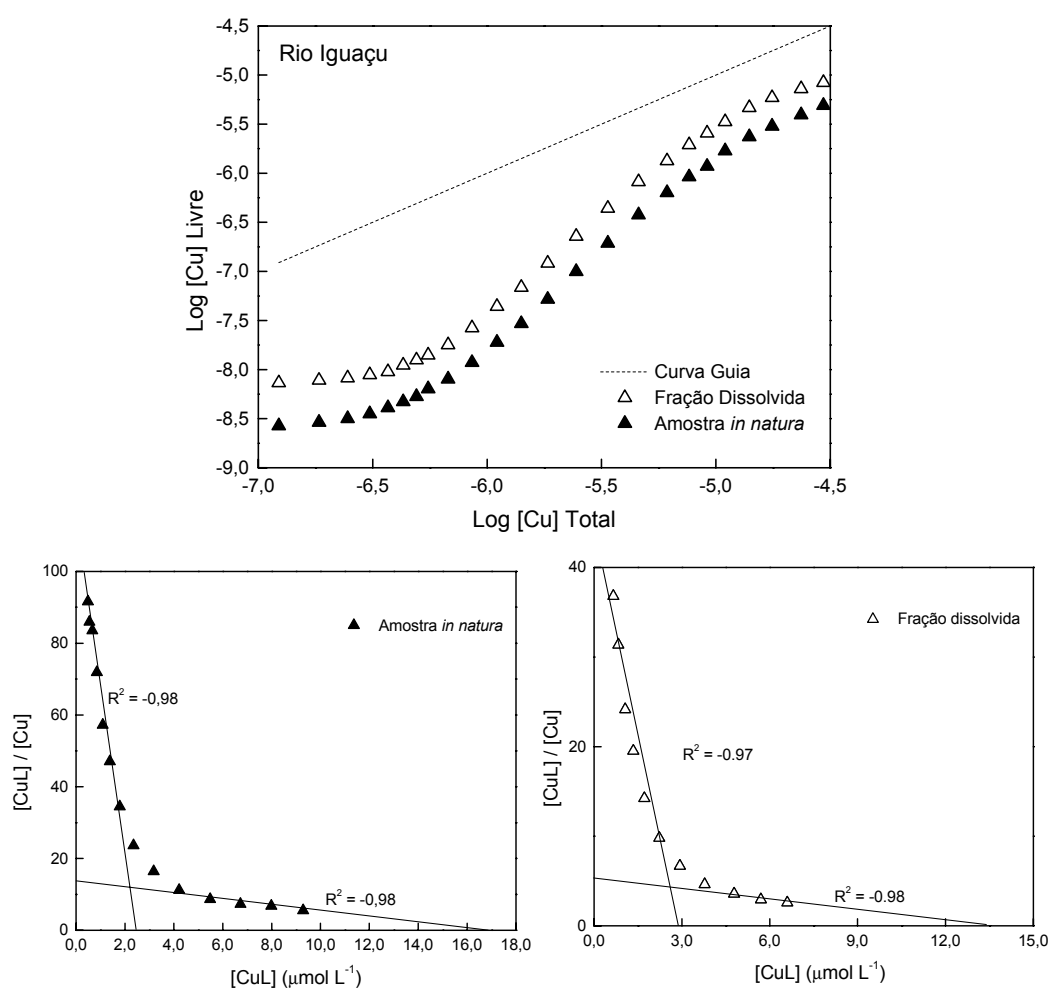 Rio Iguaçu
-4,5
-5,0
-5,5
-6,0
-6,5
-7,0
-7,5
-8,0
-8,5
-9,0
Log [Cu] Livre
Curva Guia
Fração Dissolvida
Amostra in natura
-7,0 -6,5 -6,0 -5,5 -5,0 -4,5
Log [Cu] Total
100
80
60
40
20
0
[CuL] / [Cu]
Amostra in natura
R² = -0,98
R² = -0,98
0,0 2,0 4,0 6,0 8,0 10,0 12,0 14,0 16,0 18,0
[CuL] (μmol L⁻¹)
40
20
0
[CuL] / [Cu]
Fração dissolvida
R² = -0.97
R² = -0.98
0,0 3,0 6,0 9,0 12,0 15,0
[CuL] (μmol L⁻¹)